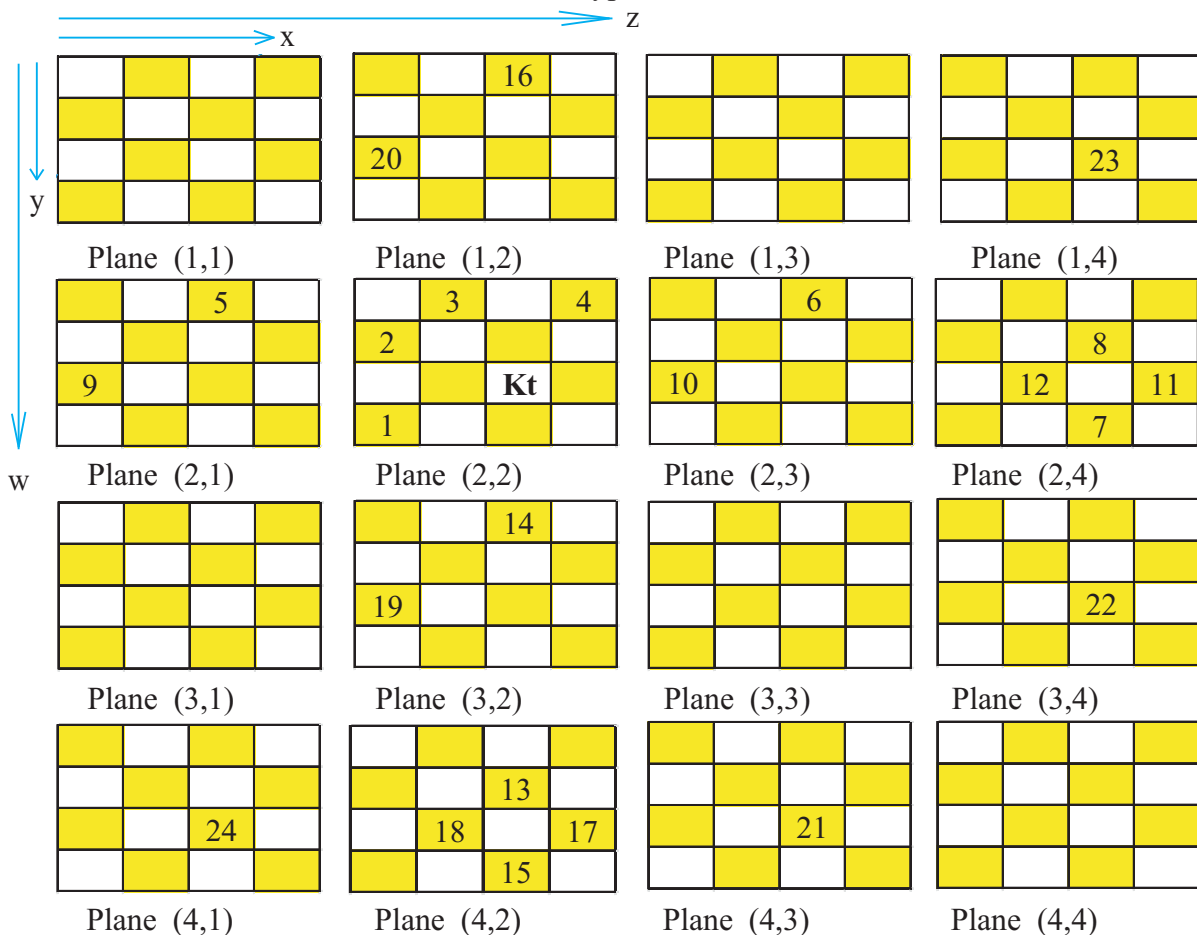 z
x
16
20
23
y
Plane (1,1) Plane (1,2) Plane (1,3) Plane (1,4)
5 3 4 6
2 8
9 Kt 10 12 11
1 7
w
Plane (2,1) Plane (2,2) Plane (2,3) Plane (2,4)
14
19 22
Plane (3,1) Plane (3,2) Plane (3,3) Plane (3,4)
13
24 18 17 21
15
Plane (4,1) Plane (4,2) Plane (4,3) Plane (4,4)